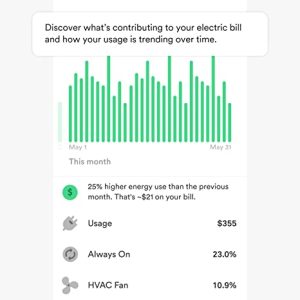 Discover what's contributing to your electric bill
and how your usage is trending over time.
May 1
May 31
This month
$
25% higher energy use than the previous
month. That's ~$21 on your bill.
Usage
$355
Always On
23.0%
HVAC Fan
10.9%